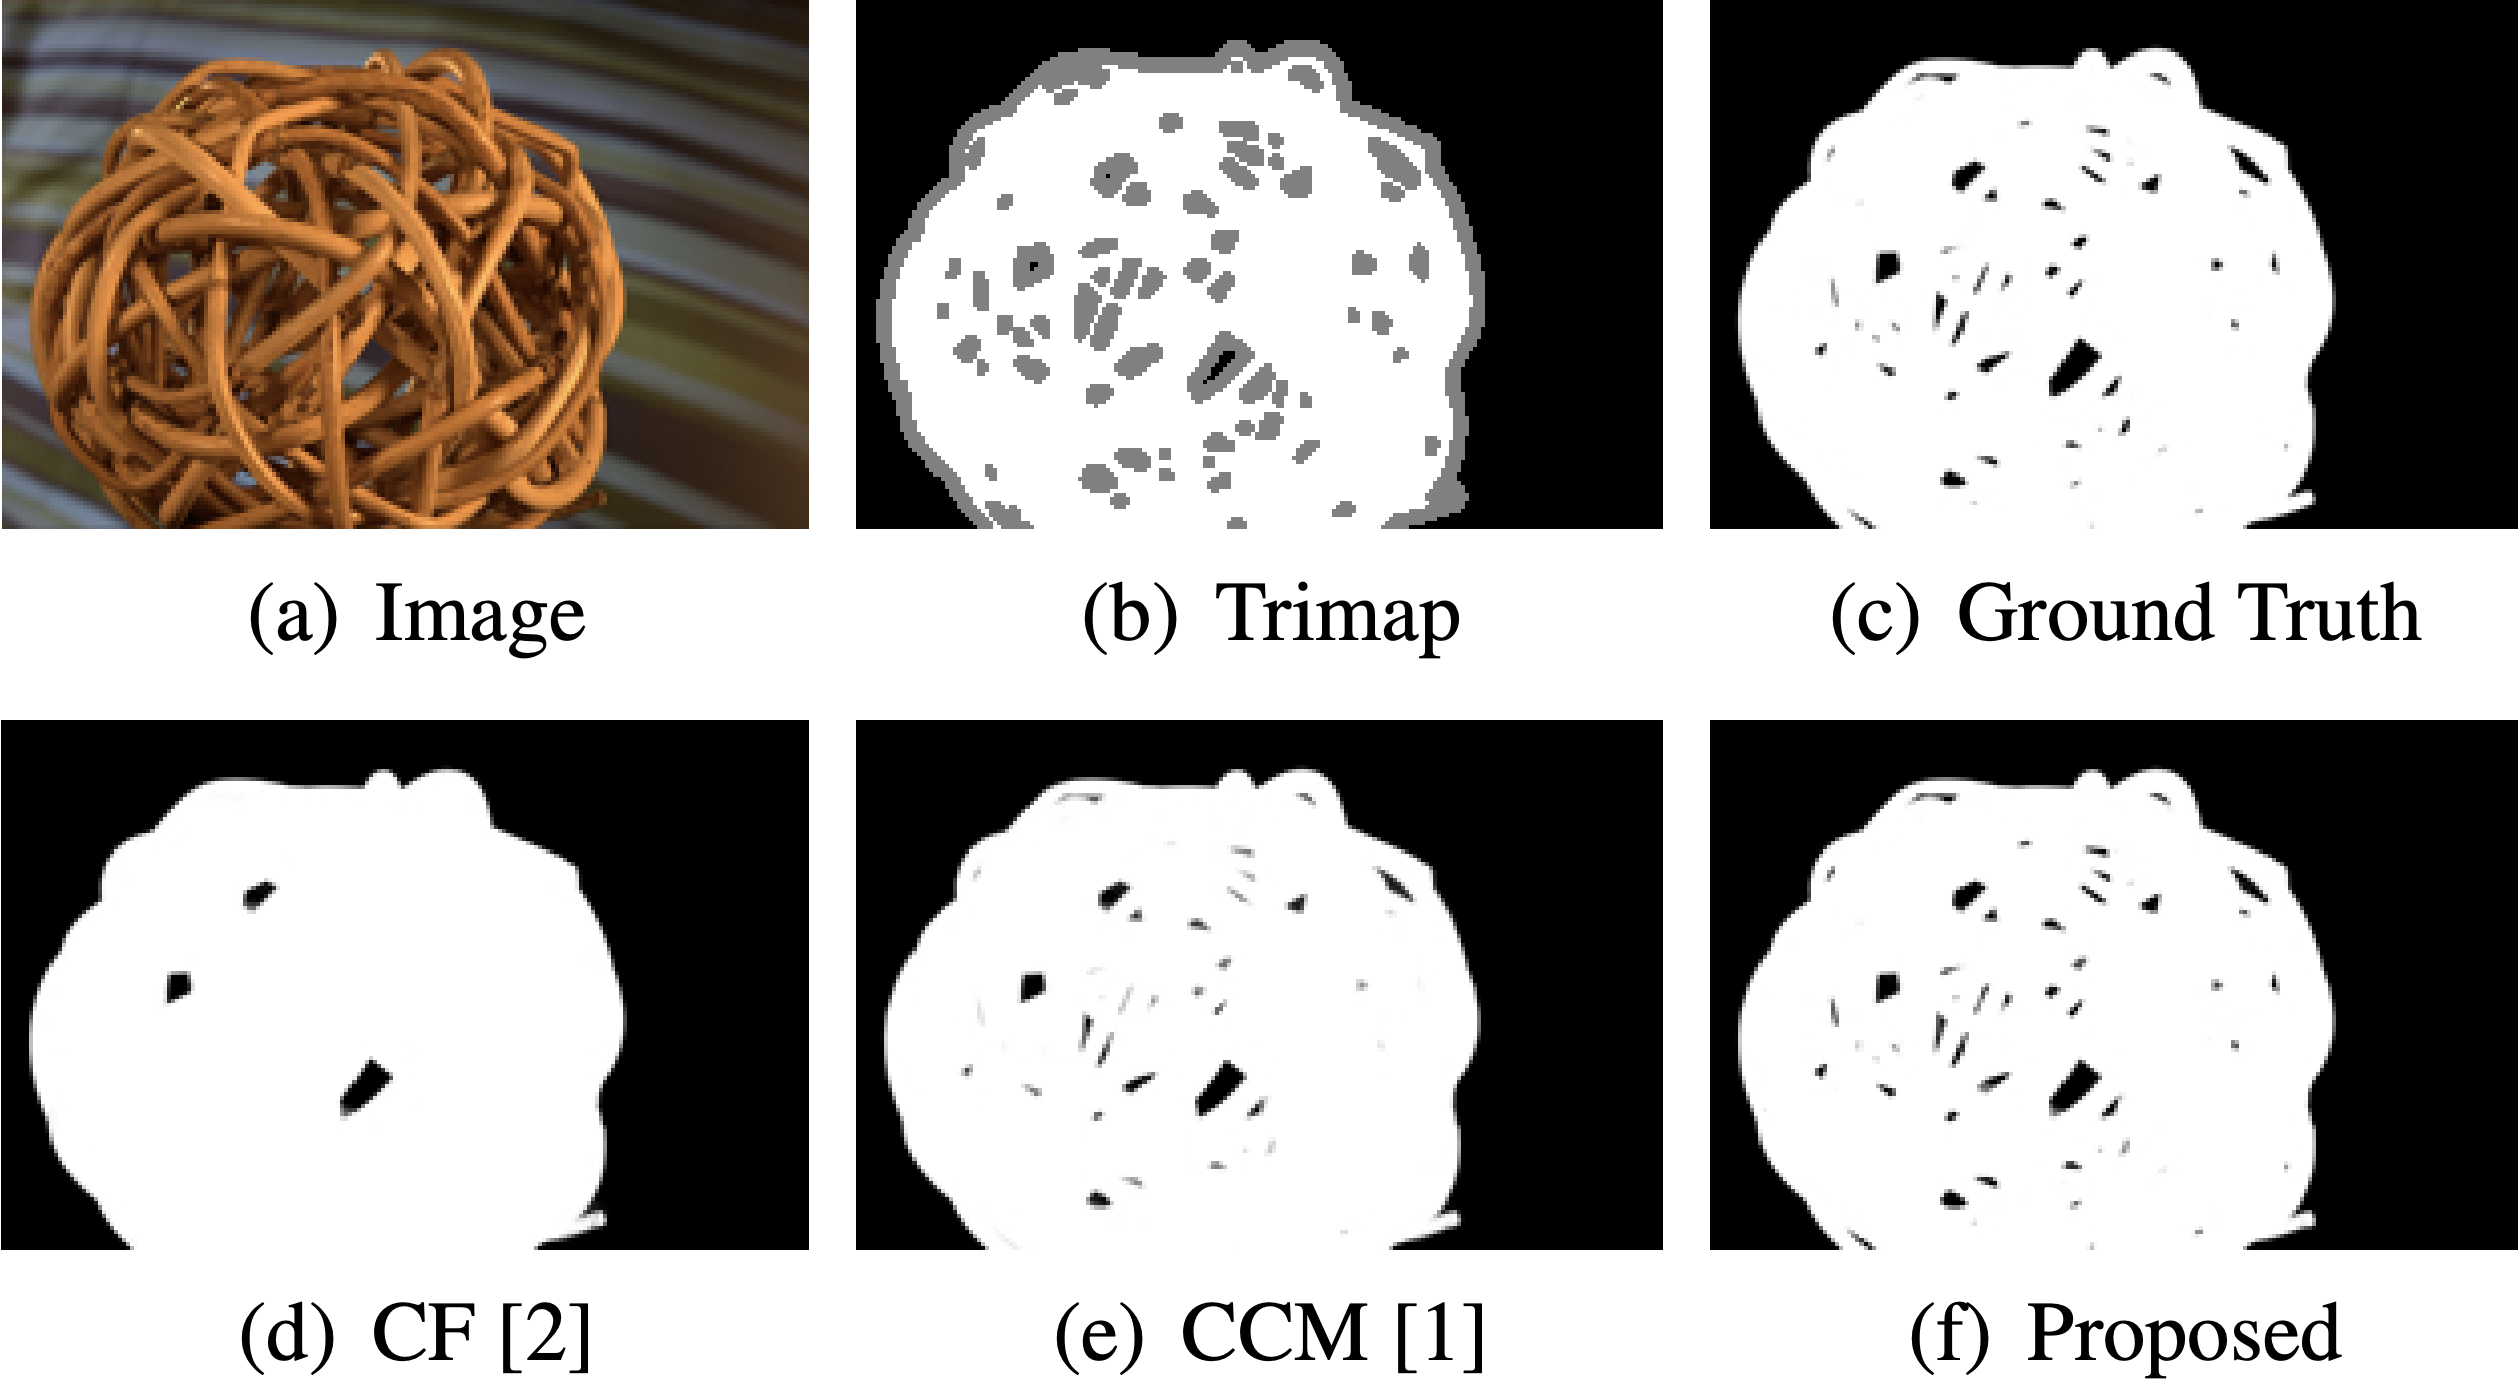 (a) Image
(b) Trimap
(c) Ground Truth
(d) CF [2]
(e) CCM [1]
(f) Proposed